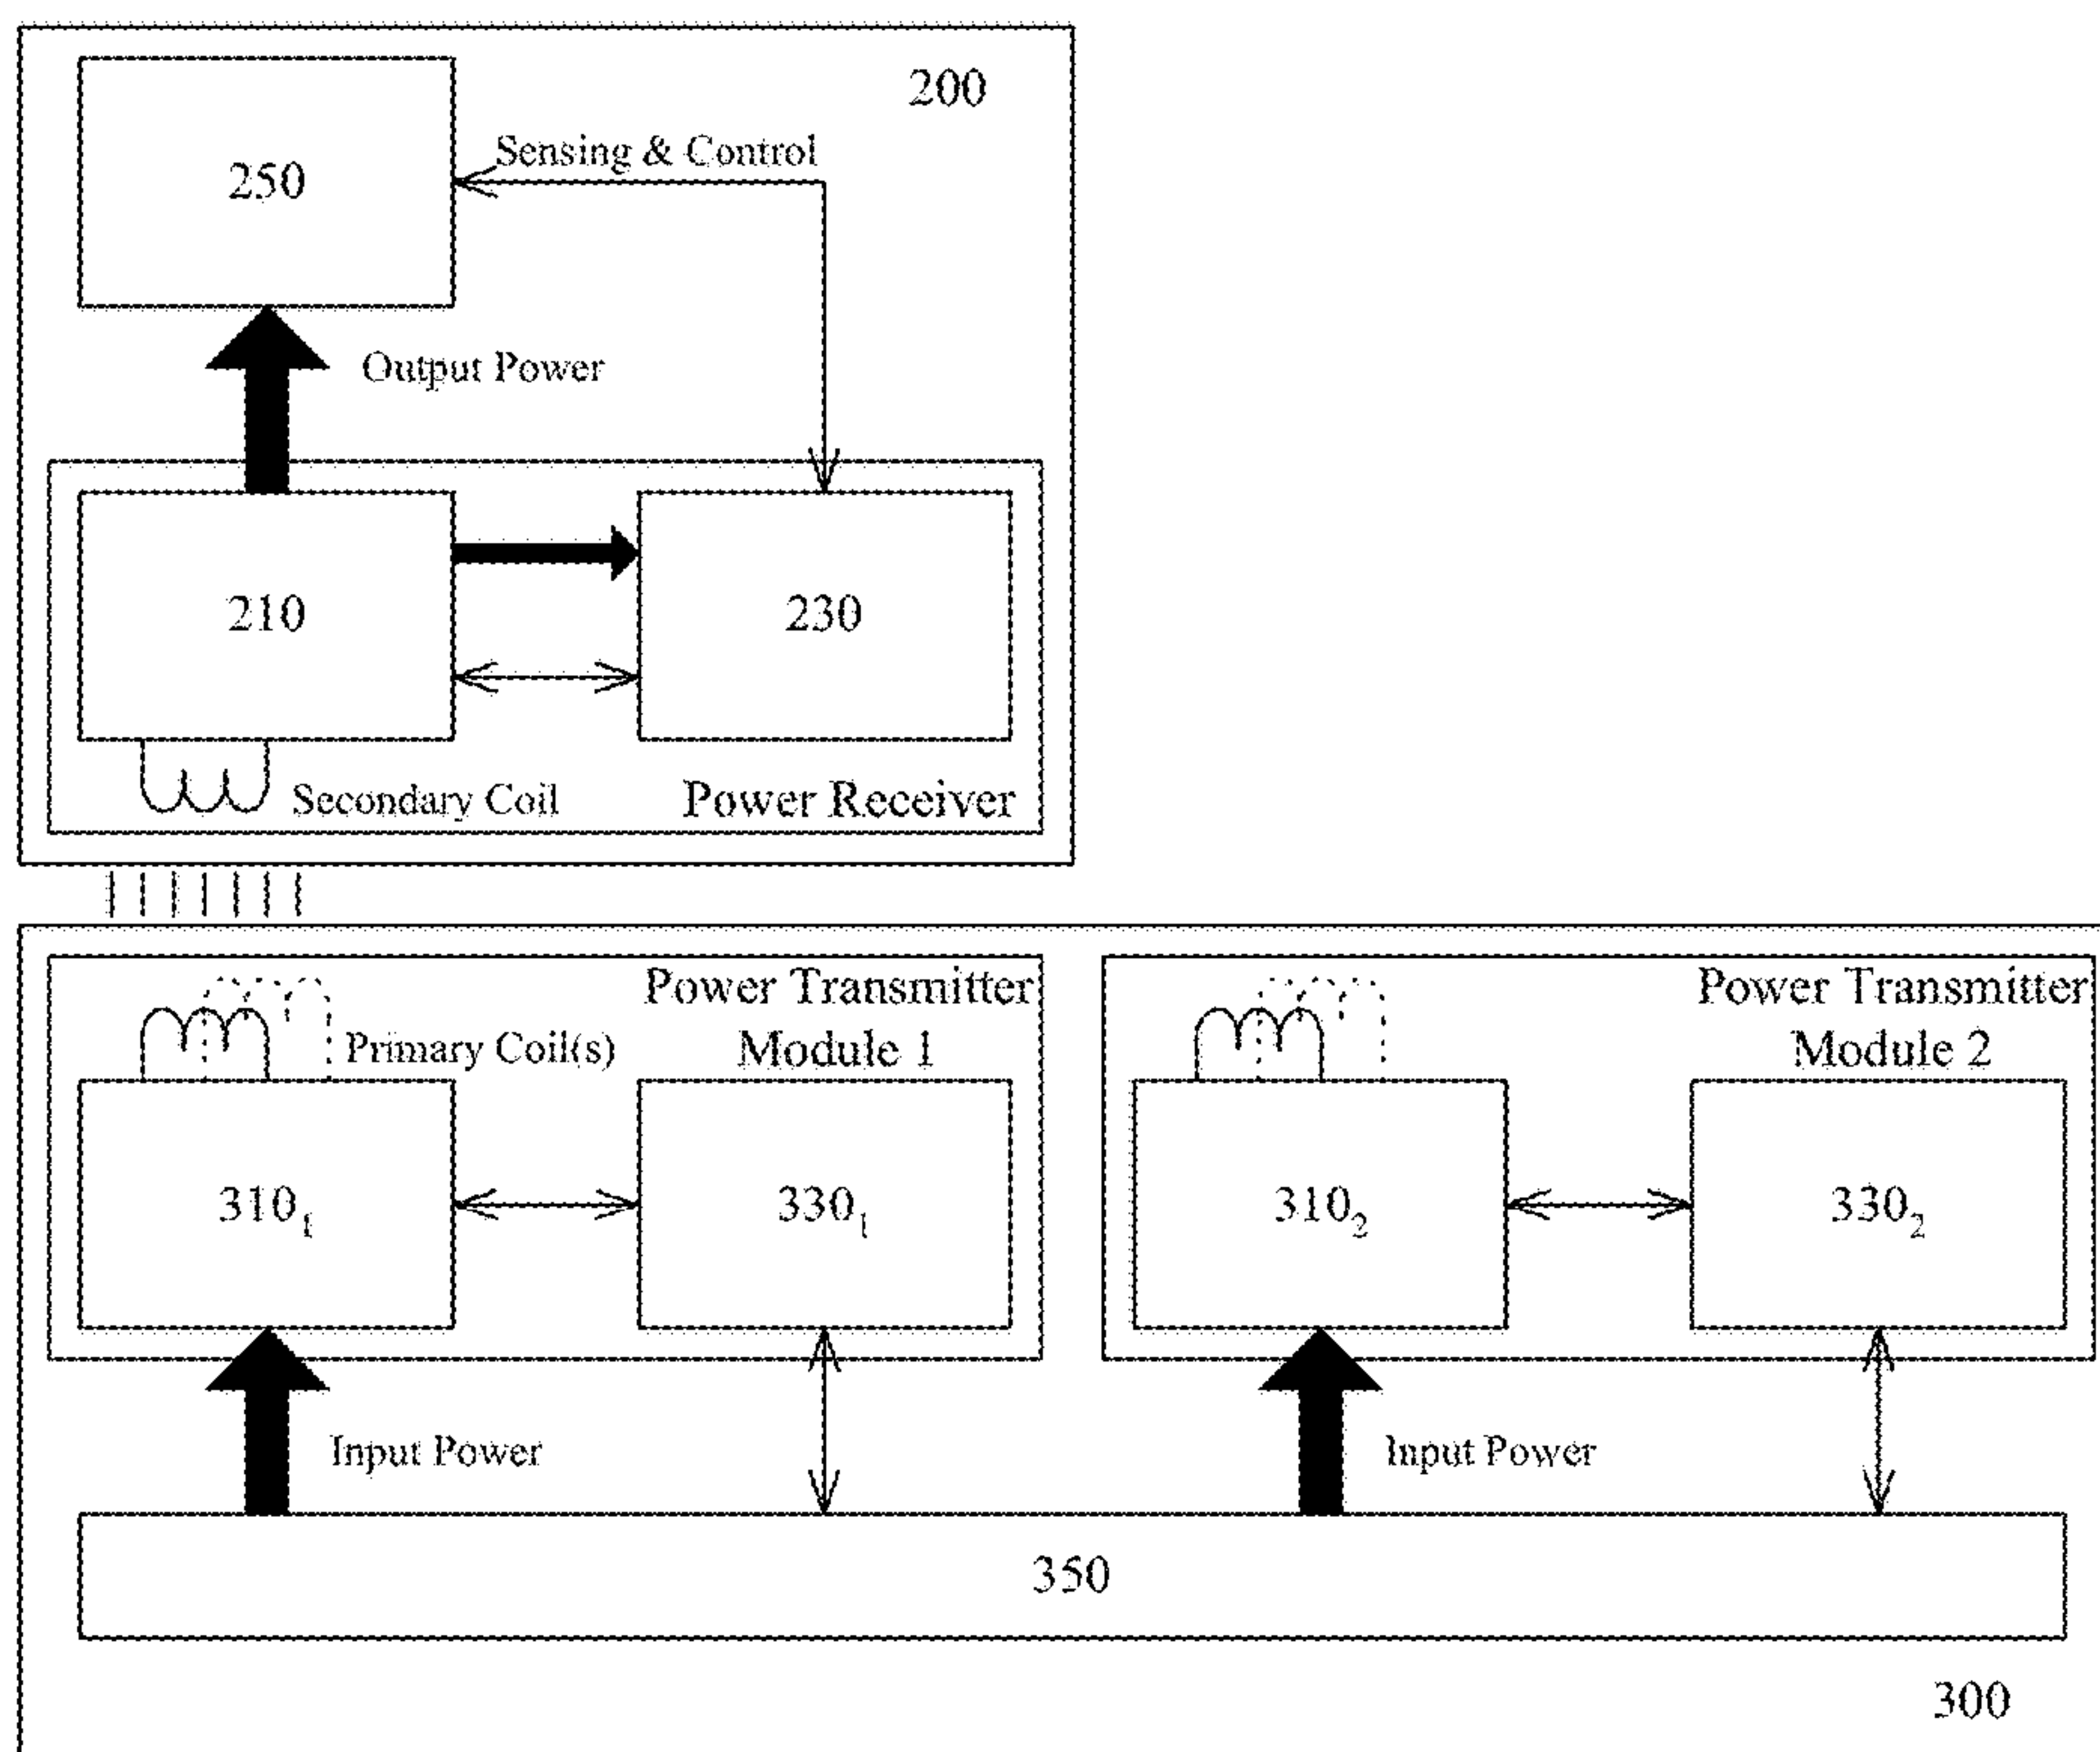 200
250
Sensing & Control
Output Power
210
230
Secondary Coil
Power Receiver
Power Transmitter
Module 1
Primary Coil(s)
310₁
330₁
Power Transmitter
Module 2
310₂
330₂
Input Power
Input Power
350
300